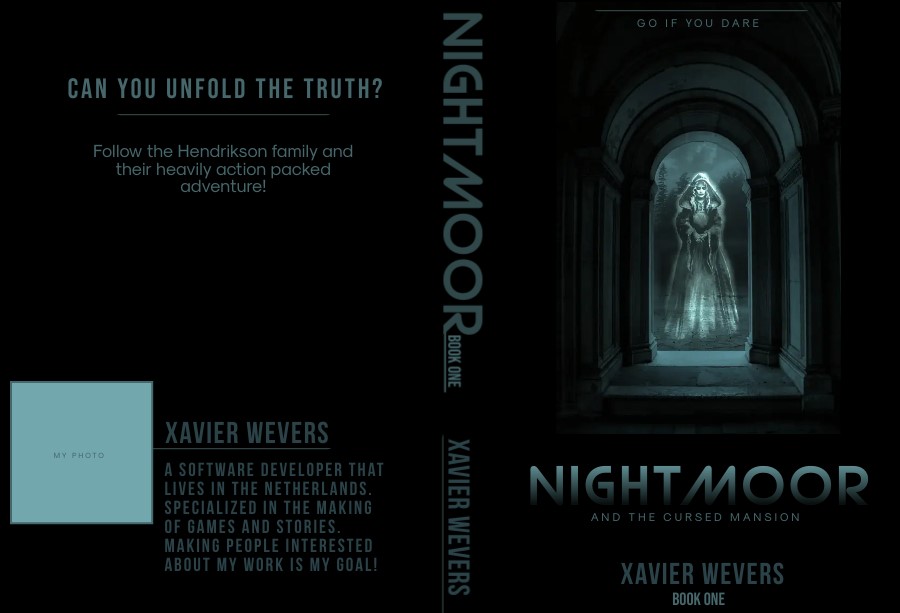 CAN YOU UNFOLD THE TRUTH?
Follow the Hendrikson family and
their heavily action packed
adventure!
MY PHOTO
XAVIER WEVERS
A SOFTWARE DEVELOPER THAT
LIVES IN THE NETHERLANDS.
SPECIALIZED IN THE MAKING
OF GAMES AND STORIES.
MAKING PEOPLE INTERESTED
ABOUT MY WORK IS MY GOAL!
NIGHTMOOR
BOOK ONE
XAVIER WEVERS
GO IF YOU DARE
NIGHTMOOR
AND THE CURSED MANSION
XAVIER WEVERS
BOOK ONE